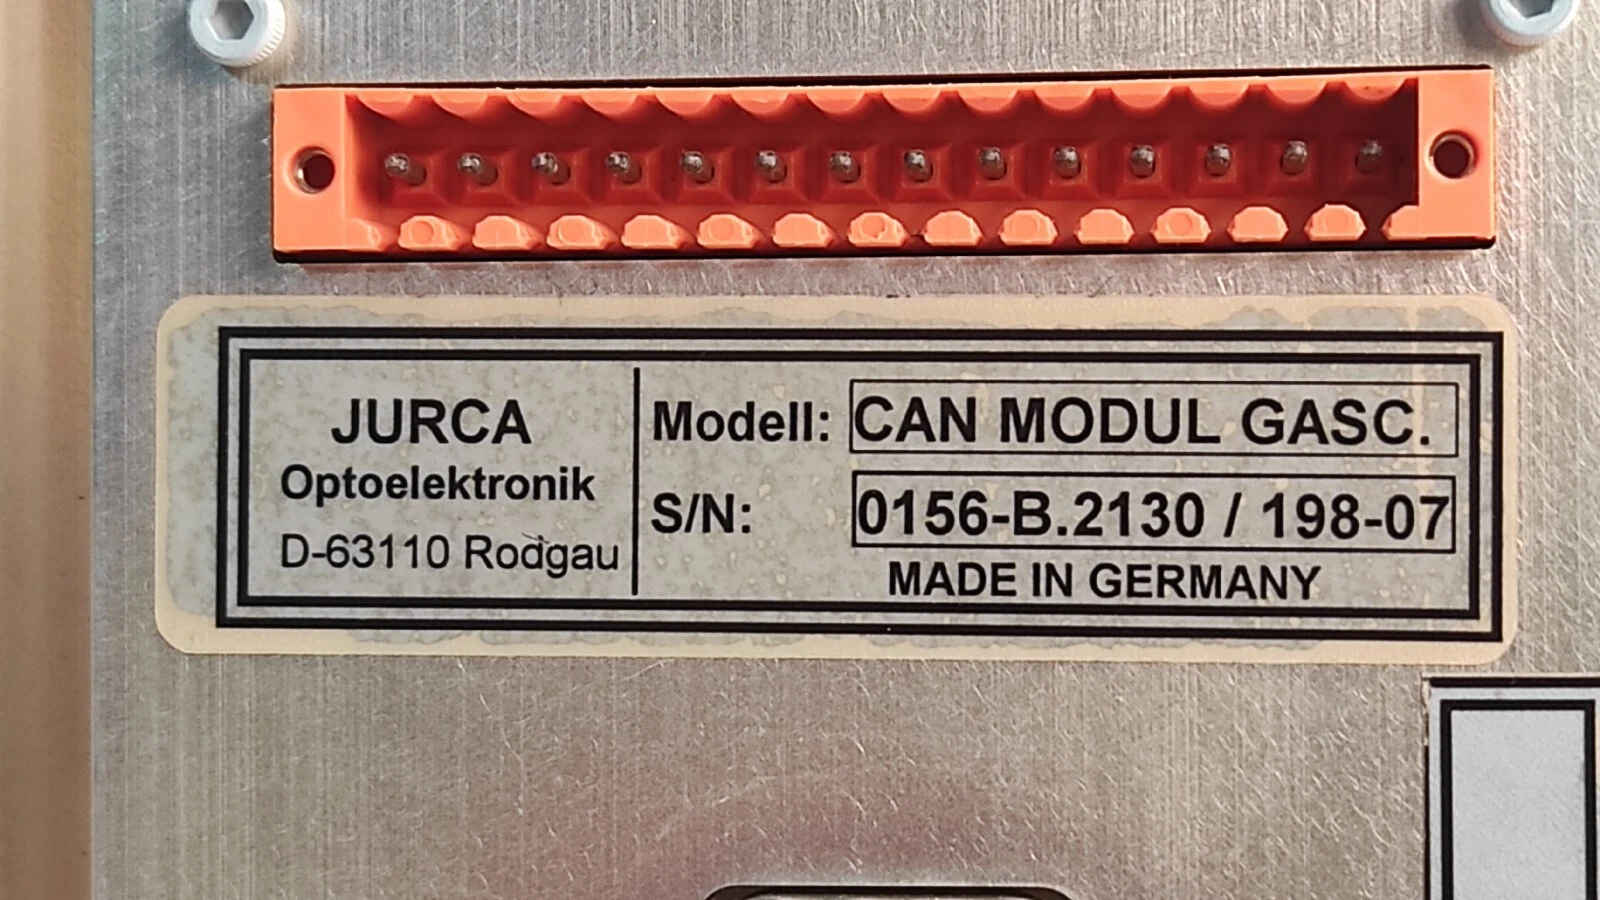 JURCA
Optoelektronik
D-63110 Rodgau
Modell: CAN MODUL GASC.
S/N: 0156-B.2130 / 198-07
MADE IN GERMANY